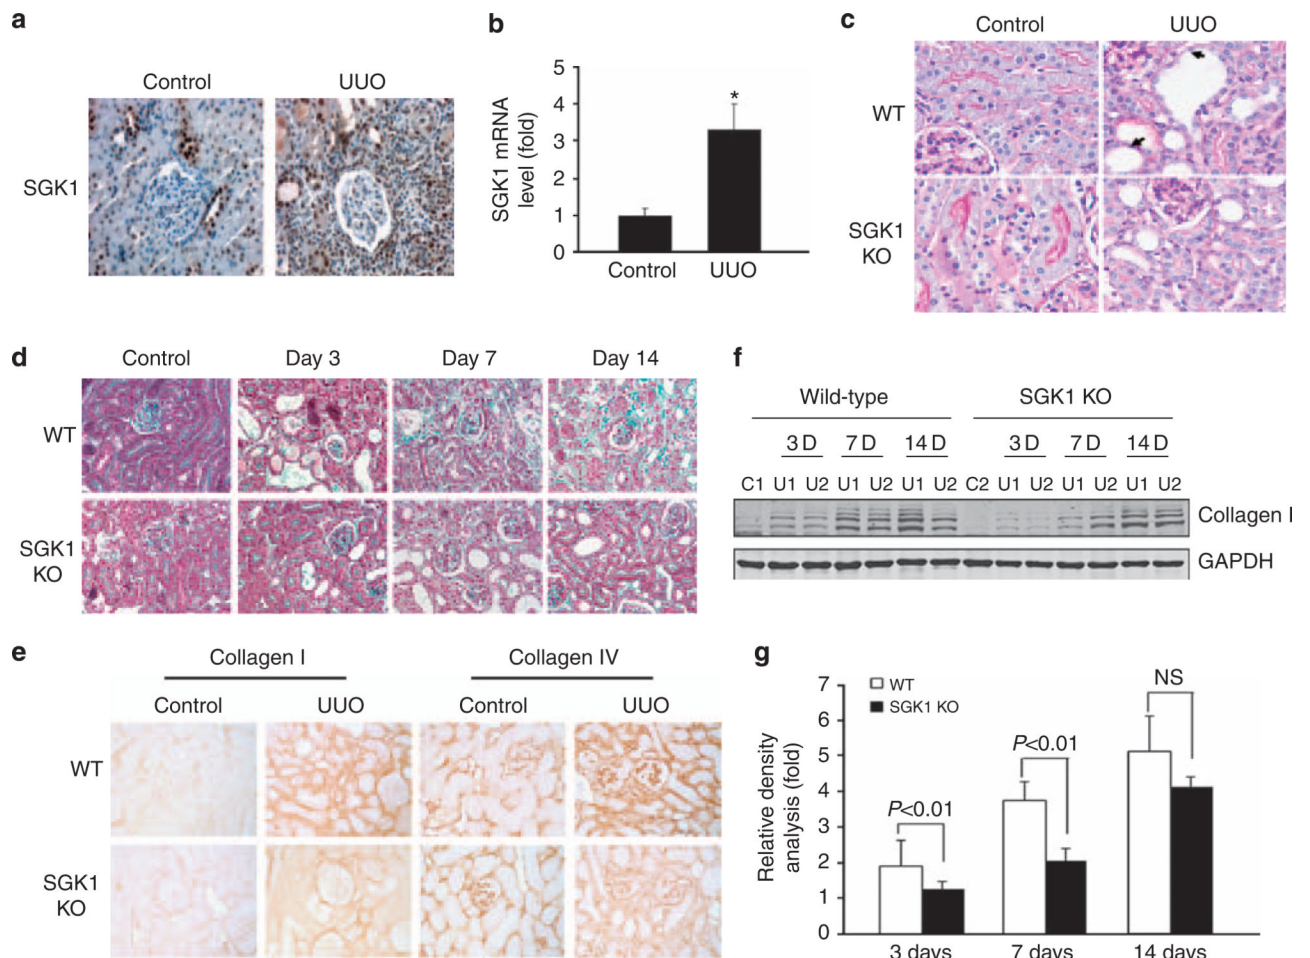 a
Control UUO
SGK1
b
SGK1 mRNA
level (fold)
5
4
3
2
1
0
*
Control UUO
c
Control UUO
WT
SGK1
KO
d
Control Day 3 Day 7 Day 14
WT
SGK1
KO
e
Collagen I Collagen IV
Control UUO Control UUO
WT
SGK1
KO
f
Wild-type SGK1 KO
3 D 7 D 14 D 3 D 7 D 14 D
C1 U1 U2 U1 U2 U1 U2 C2 U1 U2 U1 U2 U1 U2
Collagen I
GAPDH
g
Relative density
analysis (fold)
7
6
5
4
3
2
1
0
WT
SGK1 KO
P<0.01
P<0.01
NS
3 days 7 days 14 days